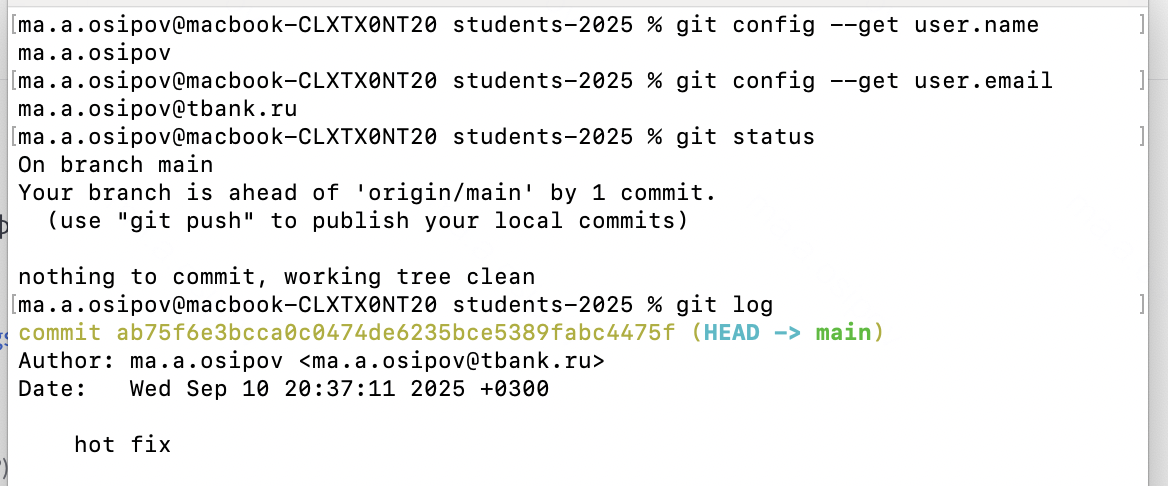 [ma.a.osipov@macbook-CLXTX0NT20 students-2025 % git config --get user.name ]
ma.a.osipov
[ma.a.osipov@macbook-CLXTX0NT20 students-2025 % git config --get user.email ]
ma.a.osipov@tbank.ru
[ma.a.osipov@macbook-CLXTX0NT20 students-2025 % git status ]
On branch main
Your branch is ahead of 'origin/main' by 1 commit.
  (use "git push" to publish your local commits)

nothing to commit, working tree clean
[ma.a.osipov@macbook-CLXTX0NT20 students-2025 % git log ]
commit ab75f6e3bcca0c0474de6235bce5389fabc4475f (HEAD -> main)
Author: ma.a.osipov <ma.a.osipov@tbank.ru>
Date:   Wed Sep 10 20:37:11 2025 +0300

    hot fix